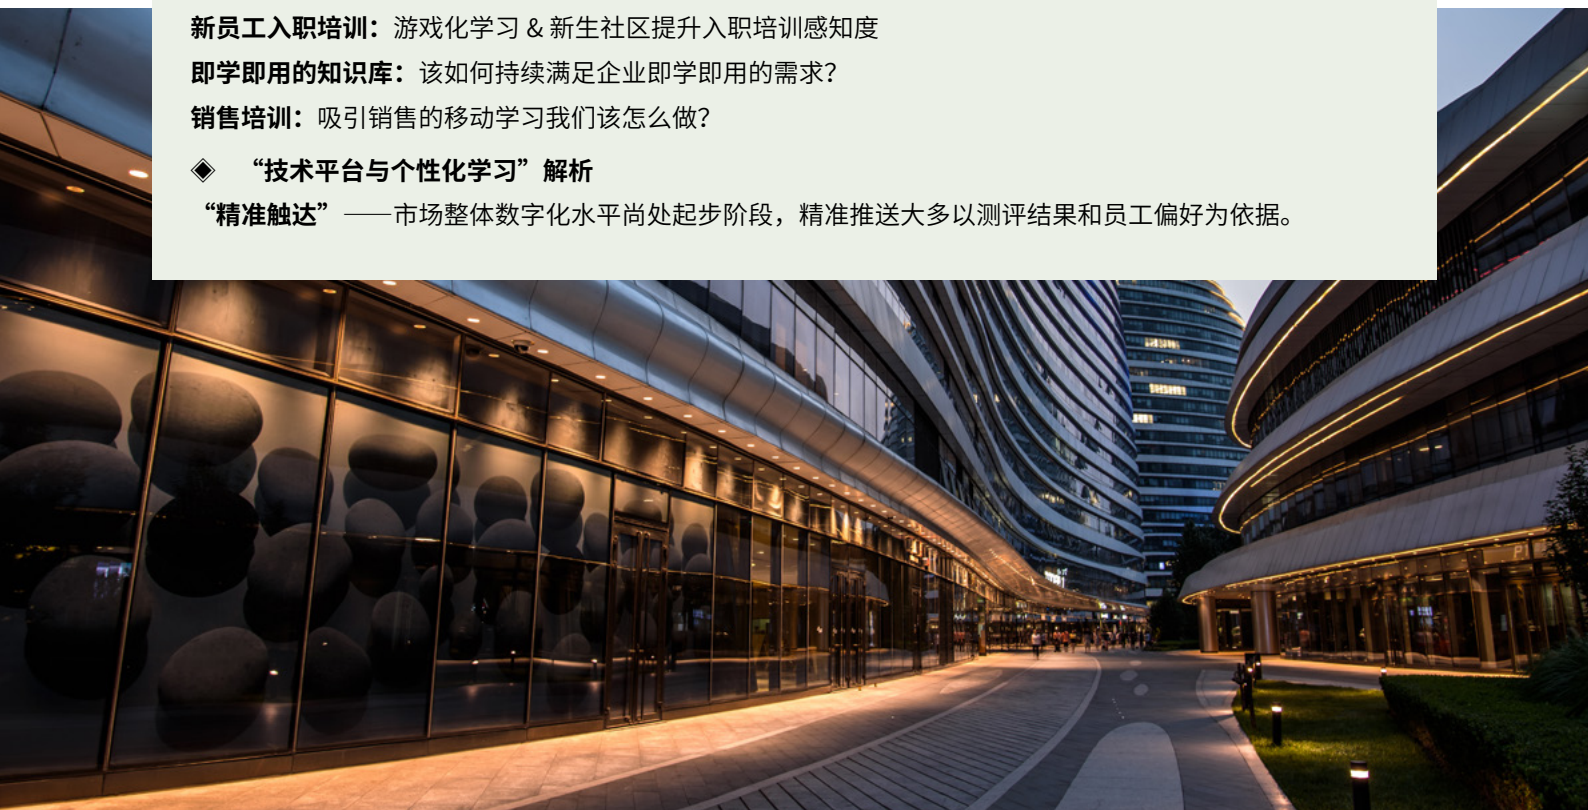 新员工入职培训：游戏化学习 & 新生社区提升入职培训感知度
即学即用的知识库：该如何持续满足企业即学即用的需求？
销售培训：吸引销售的移动学习我们该怎么做？
◈ “技术平台与个性化学习”解析
“精准触达”——市场整体数字化水平尚处起步阶段，精准推送大多以测评结果和员工偏好为依据。